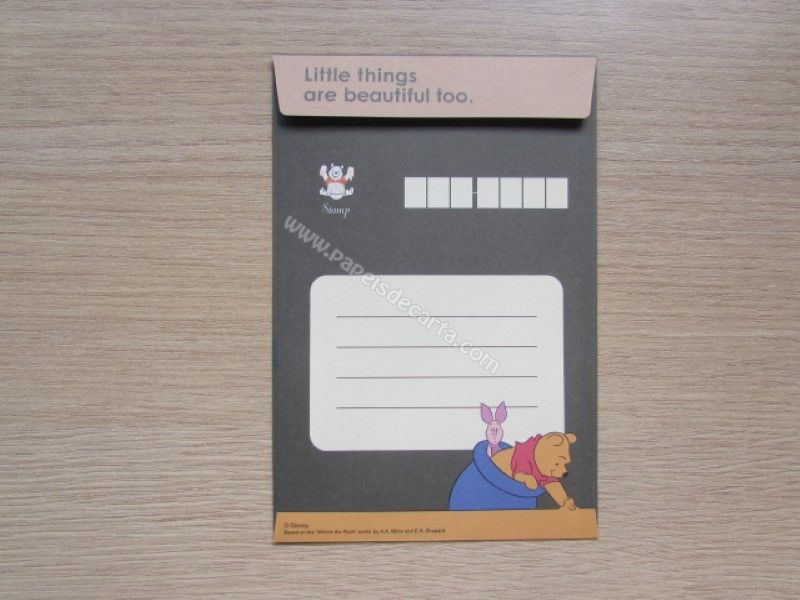 Little things
are beautiful too.
Stamp
www.papeisdecarta.com
© Disney
Based on the "Winnie the Pooh" works by A.A. Milne and E.H. Shepard.